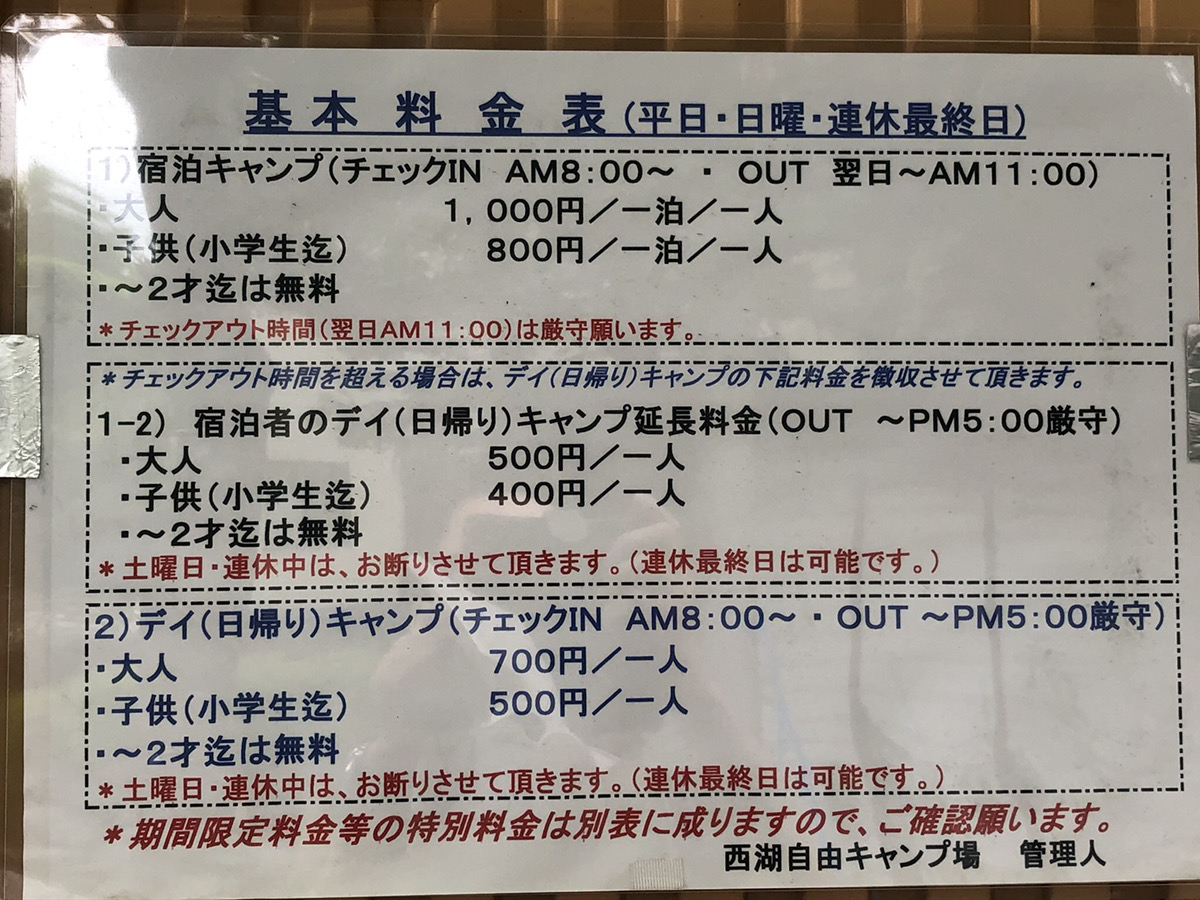 基本料金表(平日・日曜・連休最終日)
1)宿泊キャンプ(チェックIN AM8:00～ ・ OUT 翌日～AM11:00)
・大人 1,000円／一泊／一人
・子供(小学生迄) 800円／一泊／一人
・～2才迄は無料
*チェックアウト時間(翌日AM11:00)は厳守願います。
*チェックアウト時間を超える場合は、デイ(日帰り)キャンプの下記料金を徴収させて頂きます。
1-2) 宿泊者のデイ(日帰り)キャンプ延長料金(OUT ～PM5:00厳守)
・大人 500円／一人
・子供(小学生迄) 400円／一人
・～2才迄は無料
*土曜日・連休中は、お断りさせて頂きます。(連休最終日は可能です。)
2)デイ(日帰り)キャンプ(チェックIN AM8:00～・OUT ～PM5:00厳守)
・大人 700円／一人
・子供(小学生迄) 500円／一人
・～2才迄は無料
*土曜日・連休中は、お断りさせて頂きます。(連休最終日は可能です。)
*期間限定料金等の特別料金は別表に成りますので、ご確認願います。
西湖自由キャンプ場 管理人